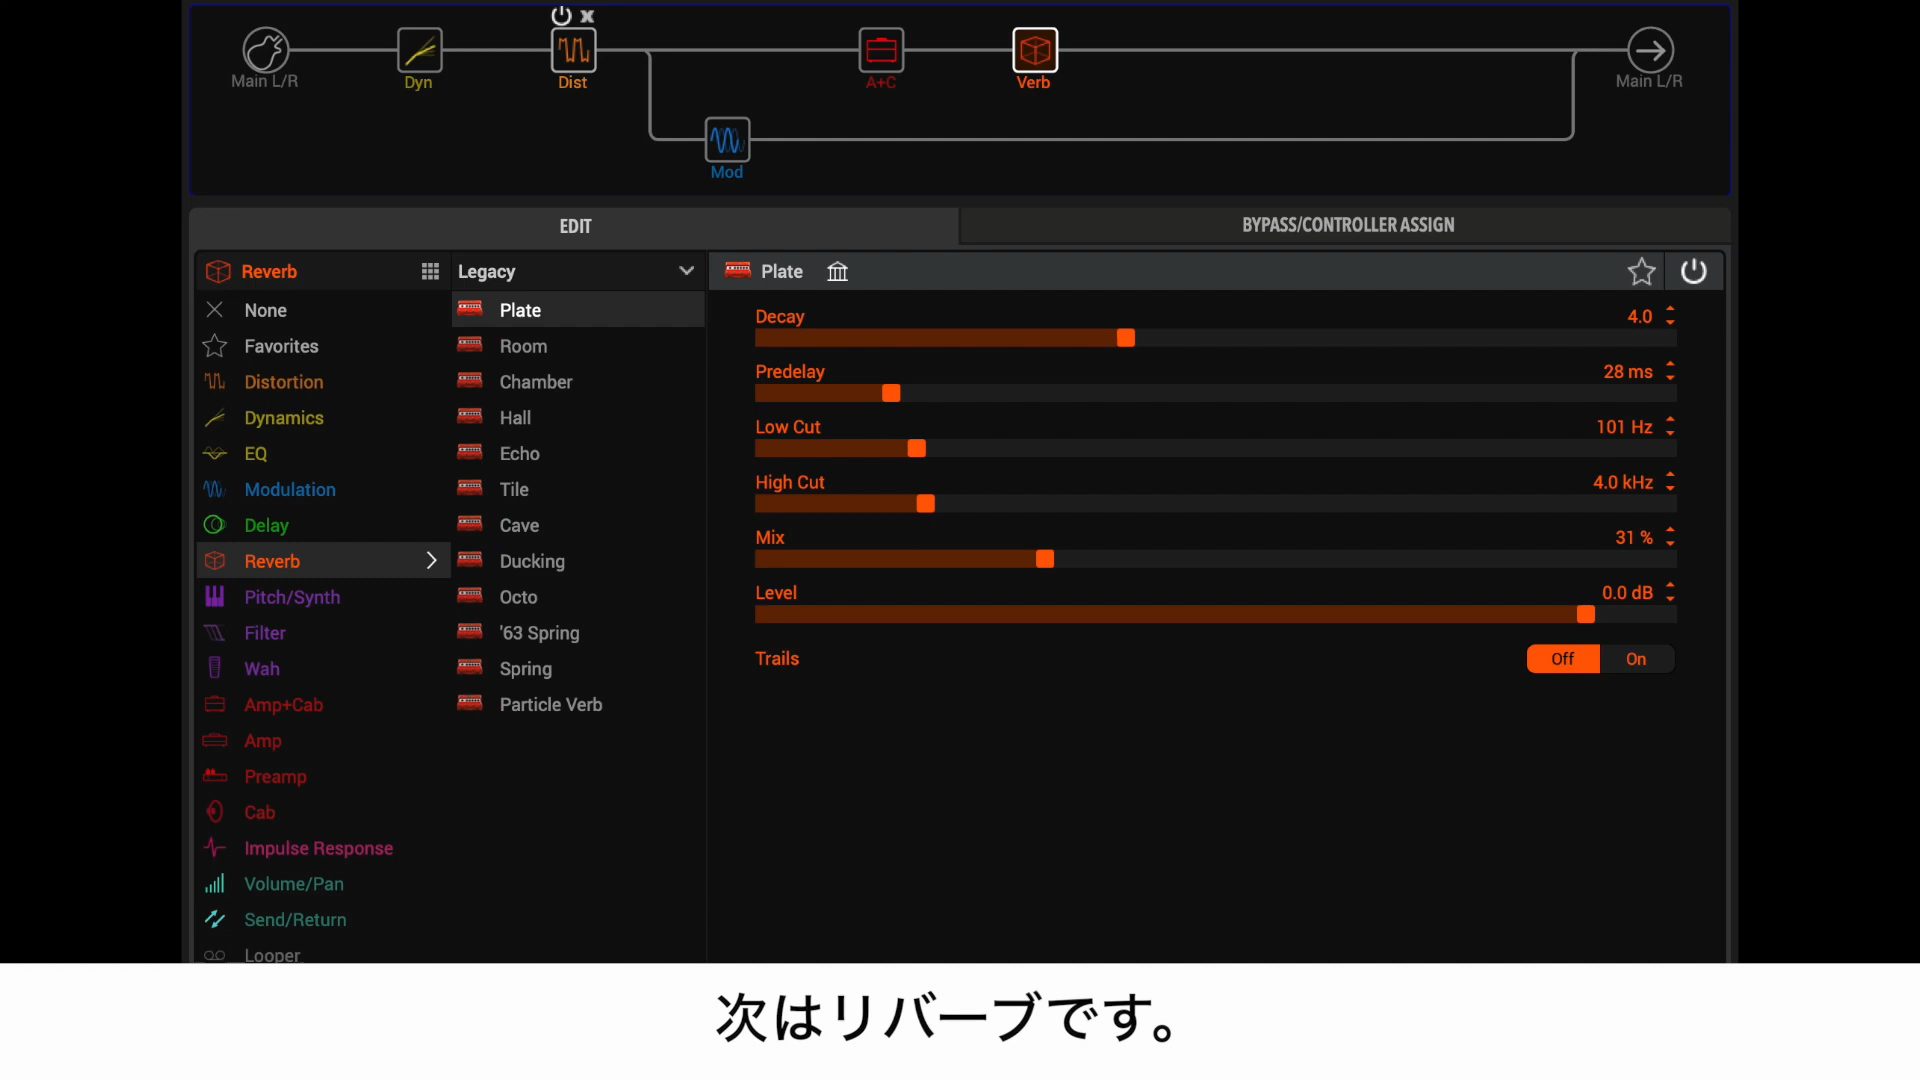 Main L/R
Dyn
Dist
A+C
Verb
Main L/R
Mod
EDIT
BYPASS/CONTROLLER ASSIGN
Reverb
None
Favorites
Distortion
Dynamics
EQ
Modulation
Delay
Reverb
Pitch/Synth
Filter
Wah
Amp+Cab
Amp
Preamp
Cab
Impulse Response
Volume/Pan
Send/Return
Looper
Legacy
Plate
Room
Chamber
Hall
Echo
Tile
Cave
Ducking
Octo
'63 Spring
Spring
Particle Verb
Plate
Decay 4.0
Predelay 28 ms
Low Cut 101 Hz
High Cut 4.0 kHz
Mix 31 %
Level 0.0 dB
Trails Off On
次はリバーブです。